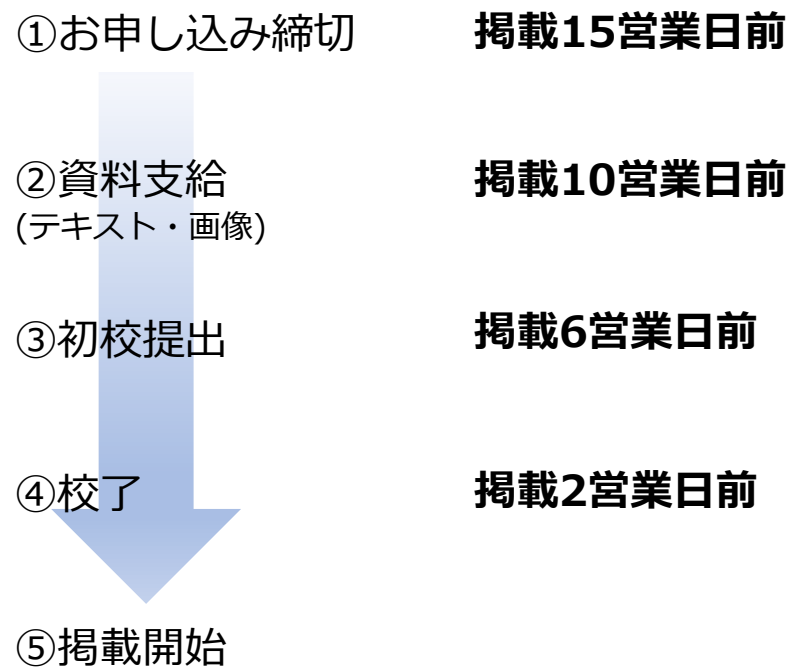 ①お申し込み締切 掲載15営業日前
②資料支給 掲載10営業日前
(テキスト・画像)
③初校提出 掲載6営業日前
④校了 掲載2営業日前
⑤掲載開始